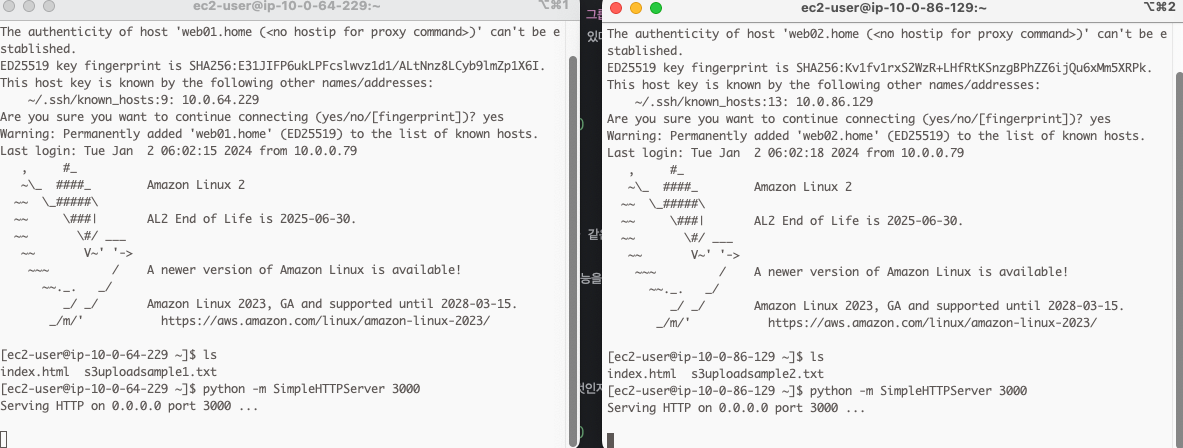 ec2-user@ip-10-0-64-229:~
⌥⌘1
The authenticity of host 'web01.home (<no hostip for proxy command>)' can't be e
stablished.
ED25519 key fingerprint is SHA256:E31JIFP6ukLPFcslwvz1d1/ALtNnz8LCyb9lmZp1X6I.
This host key is known by the following other names/addresses:
    ~/.ssh/known_hosts:9: 10.0.64.229
Are you sure you want to continue connecting (yes/no/[fingerprint])? yes
Warning: Permanently added 'web01.home' (ED25519) to the list of known hosts.
Last login: Tue Jan  2 06:02:15 2024 from 10.0.0.79
   ,     #_
   ~\_  ####_        Amazon Linux 2
  ~~  \_#####\
  ~~     \###|       AL2 End of Life is 2025-06-30.
  ~~       \#/ ___
   ~~       V~' '->
    ~~~         /    A newer version of Amazon Linux is available!
      ~~._.   _/
         _/ _/       Amazon Linux 2023, GA and supported until 2028-03-15.
       _/m/'           https://aws.amazon.com/linux/amazon-linux-2023/
[ec2-user@ip-10-0-64-229 ~]$ ls
index.html  s3uploadsample1.txt
[ec2-user@ip-10-0-64-229 ~]$ python -m SimpleHTTPServer 3000
Serving HTTP on 0.0.0.0 port 3000 ...
그룹
있다
같은
능을
것인지
ec2-user@ip-10-0-86-129:~
⌥⌘2
The authenticity of host 'web02.home (<no hostip for proxy command>)' can't be e
stablished.
ED25519 key fingerprint is SHA256:Kv1fv1rxS2WzR+LHfRtKSnzgBPhZZ6ijQu6xMm5XRPk.
This host key is known by the following other names/addresses:
    ~/.ssh/known_hosts:13: 10.0.86.129
Are you sure you want to continue connecting (yes/no/[fingerprint])? yes
Warning: Permanently added 'web02.home' (ED25519) to the list of known hosts.
Last login: Tue Jan  2 06:02:18 2024 from 10.0.0.79
   ,     #_
   ~\_  ####_        Amazon Linux 2
  ~~  \_#####\
  ~~     \###|       AL2 End of Life is 2025-06-30.
  ~~       \#/ ___
   ~~       V~' '->
    ~~~         /    A newer version of Amazon Linux is available!
      ~~._.   _/
         _/ _/       Amazon Linux 2023, GA and supported until 2028-03-15.
       _/m/'           https://aws.amazon.com/linux/amazon-linux-2023/
[ec2-user@ip-10-0-86-129 ~]$ ls
index.html  s3uploadsample2.txt
[ec2-user@ip-10-0-86-129 ~]$ python -m SimpleHTTPServer 3000
Serving HTTP on 0.0.0.0 port 3000 ...